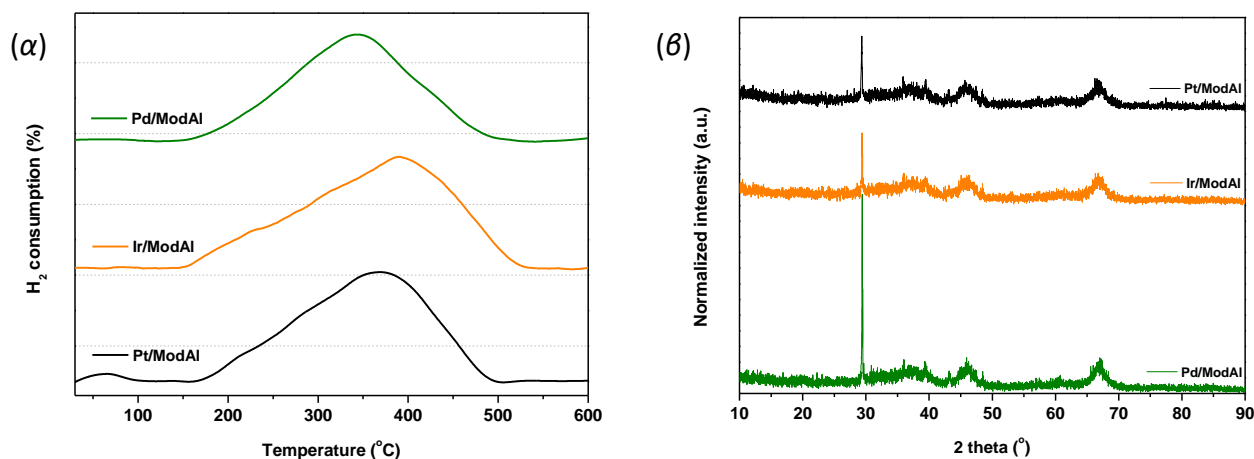 (α)
H₂ consumption (%)
Pd/ModAl
Ir/ModAl
Pt/ModAl
100 200 300 400 500 600
Temperature (°C)
(β)
Normalized intensity (a.u.)
Pt/ModAl
Ir/ModAl
Pd/ModAl
10 20 30 40 50 60 70 80 90
2 theta (°)